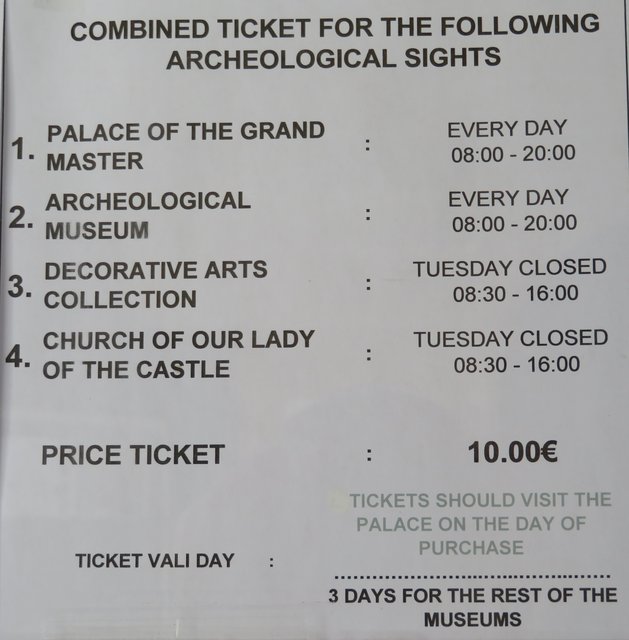 COMBINED TICKET FOR THE FOLLOWING
ARCHEOLOGICAL SIGHTS
1. PALACE OF THE GRAND MASTER : EVERY DAY
08:00 - 20:00
2. ARCHEOLOGICAL MUSEUM : EVERY DAY
08:00 - 20:00
3. DECORATIVE ARTS COLLECTION : TUESDAY CLOSED
08:30 - 16:00
4. CHURCH OF OUR LADY OF THE CASTLE : TUESDAY CLOSED
08:30 - 16:00
PRICE TICKET : 10.00€
TICKET VALI DAY :
TICKETS SHOULD VISIT THE
PALACE ON THE DAY OF
PURCHASE
3 DAYS FOR THE REST OF THE
MUSEUMS